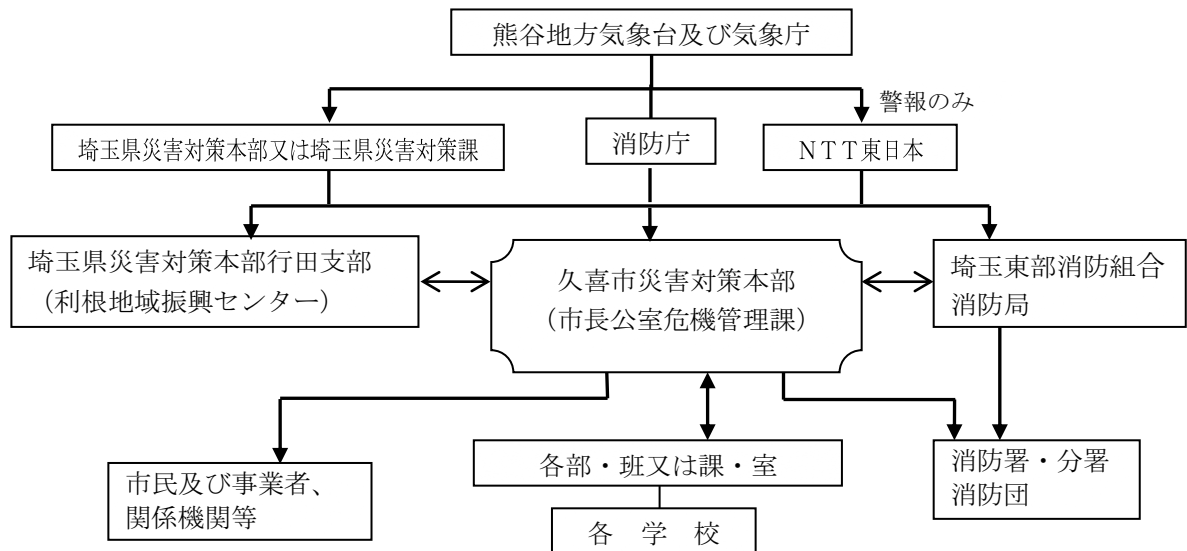 熊谷地方気象台及び気象庁
警報のみ
埼玉県災害対策本部又は埼玉県災害対策課
消防庁
ＮＴＴ東日本
埼玉県災害対策本部行田支部
（利根地域振興センター）
久喜市災害対策本部
（市長公室危機管理課）
埼玉東部消防組合
消防局
市民及び事業者、
関係機関等
各部・班又は課・室
各　学　校
消防署・分署
消防団